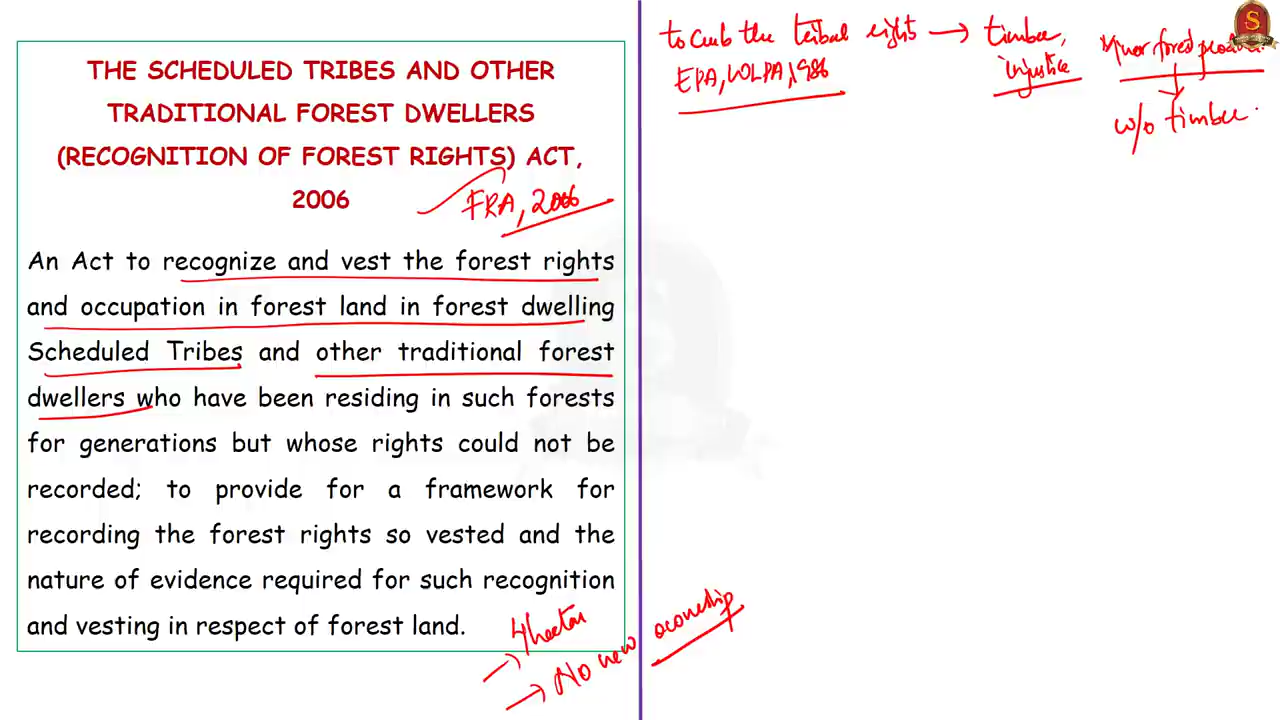 THE SCHEDULED TRIBES AND OTHER
TRADITIONAL FOREST DWELLERS
(RECOGNITION OF FOREST RIGHTS) ACT,
2006
FRA, 2006
An Act to recognize and vest the forest rights
and occupation in forest land in forest dwelling
Scheduled Tribes and other traditional forest
dwellers who have been residing in such forests
for generations but whose rights could not be
recorded; to provide for a framework for
recording the forest rights so vested and the
nature of evidence required for such recognition
and vesting in respect of forest land.
→ 4 hectar
→ No new ownership
to curb the tribal right → timber,
injustice
EPA, WLPA, 1986
Minor forest produce
w/o timber.
S